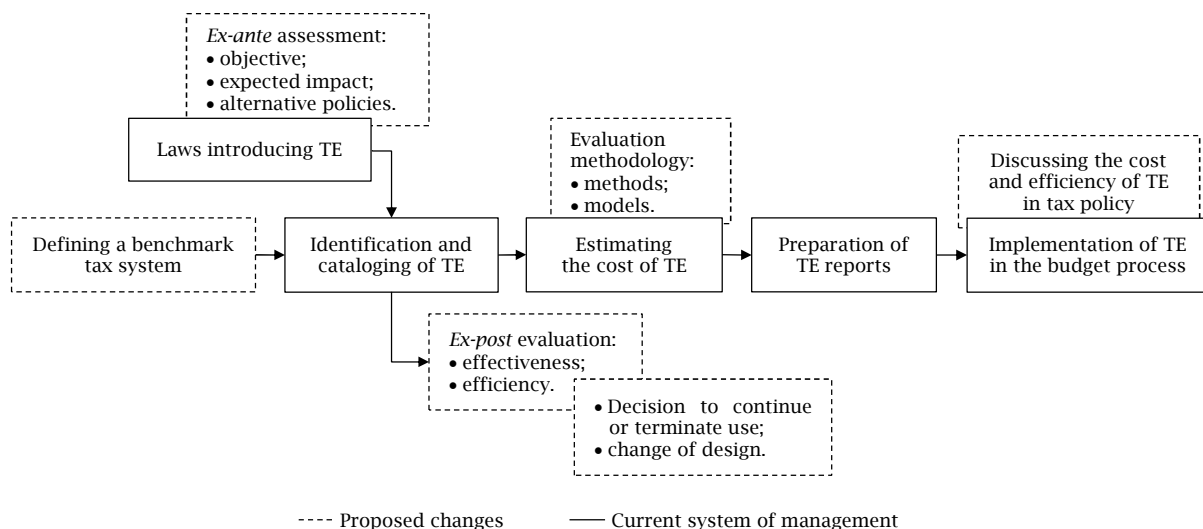 Ex-ante assessment:
• objective;
• expected impact;
• alternative policies.
Laws introducing TE
Evaluation
methodology:
• methods;
• models.
Discussing the cost
and efficiency of TE
in tax policy
Defining a benchmark
tax system
Identification and
cataloging of TE
Estimating
the cost of TE
Preparation of
TE reports
Implementation of TE
in the budget process
Ex-post evaluation:
• effectiveness;
• efficiency.
• Decision to continue
or terminate use;
• change of design.
Proposed changes
Current system of management